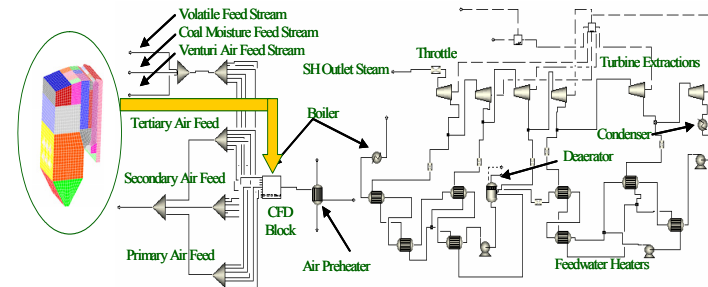 Volatile Feed Stream
Coal Moisture Feed Stream
Venturi Air Feed Stream
Throttle
SH Outlet Steam
Turbine Extractions
Tertiary Air Feed
Boiler
Condenser
Deaerator
Secondary Air Feed
CFD
Block
Primary Air Feed
Air Preheater
Feedwater Heaters